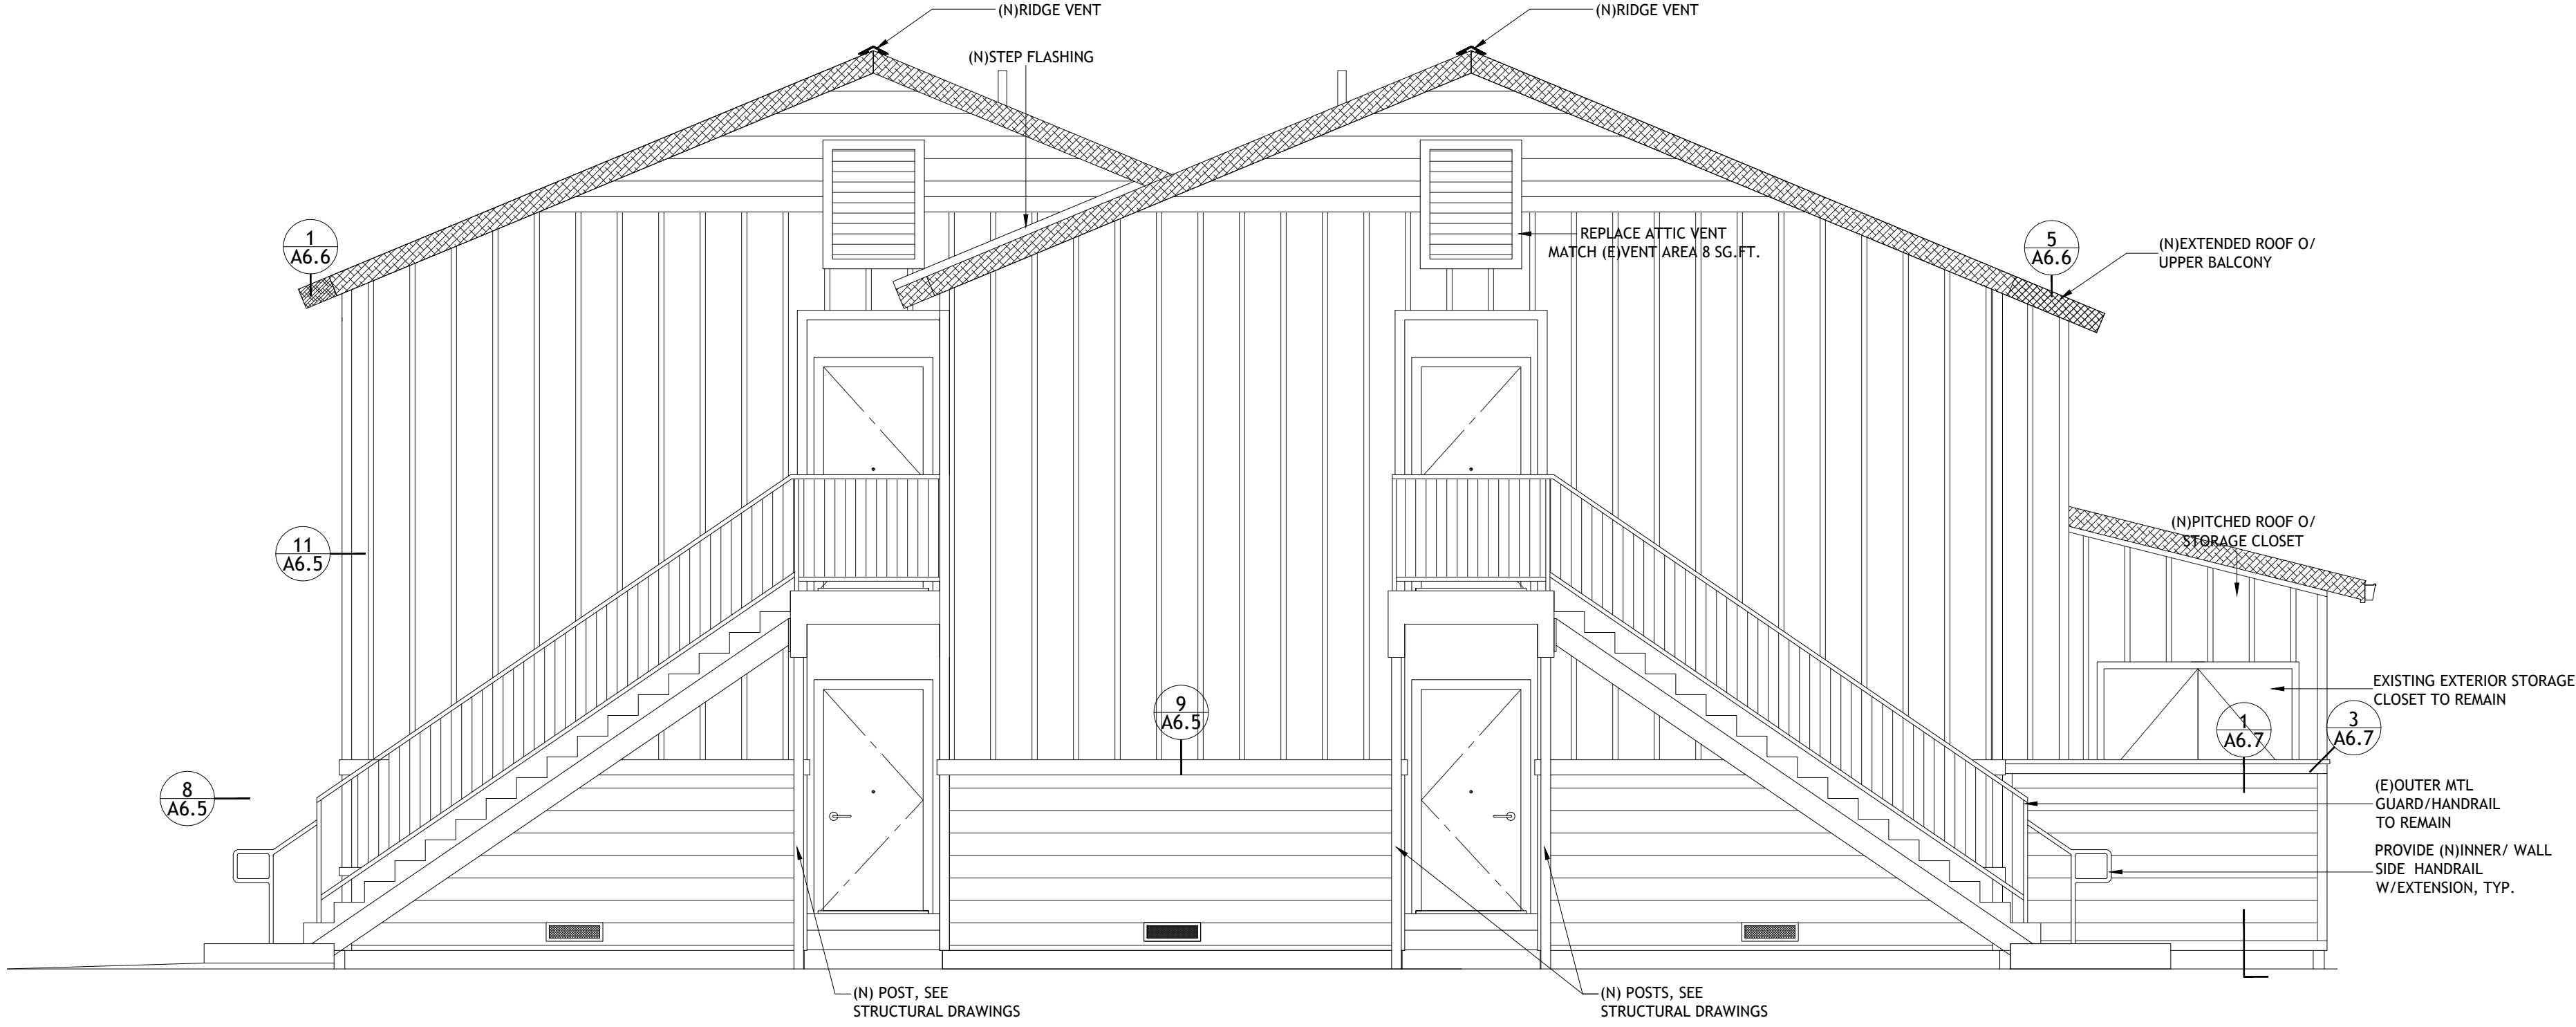 (N)RIDGE VENT
(N)RIDGE VENT
(N)STEP FLASHING
1
A6.6
REPLACE ATTIC VENT
MATCH (E)VENT AREA 8 SQ.FT.
5
A6.6
(N)EXTENDED ROOF O/
UPPER BALCONY
11
A6.5
(N)PITCHED ROOF O/
STORAGE CLOSET
EXISTING EXTERIOR STORAGE
CLOSET TO REMAIN
9
A6.5
1
A6.7
3
A6.7
8
A6.5
(E)OUTER MTL
GUARD/HANDRAIL
TO REMAIN
PROVIDE (N)INNER/ WALL
SIDE HANDRAIL
W/EXTENSION, TYP.
(N) POST, SEE
STRUCTURAL DRAWINGS
(N) POSTS, SEE
STRUCTURAL DRAWINGS